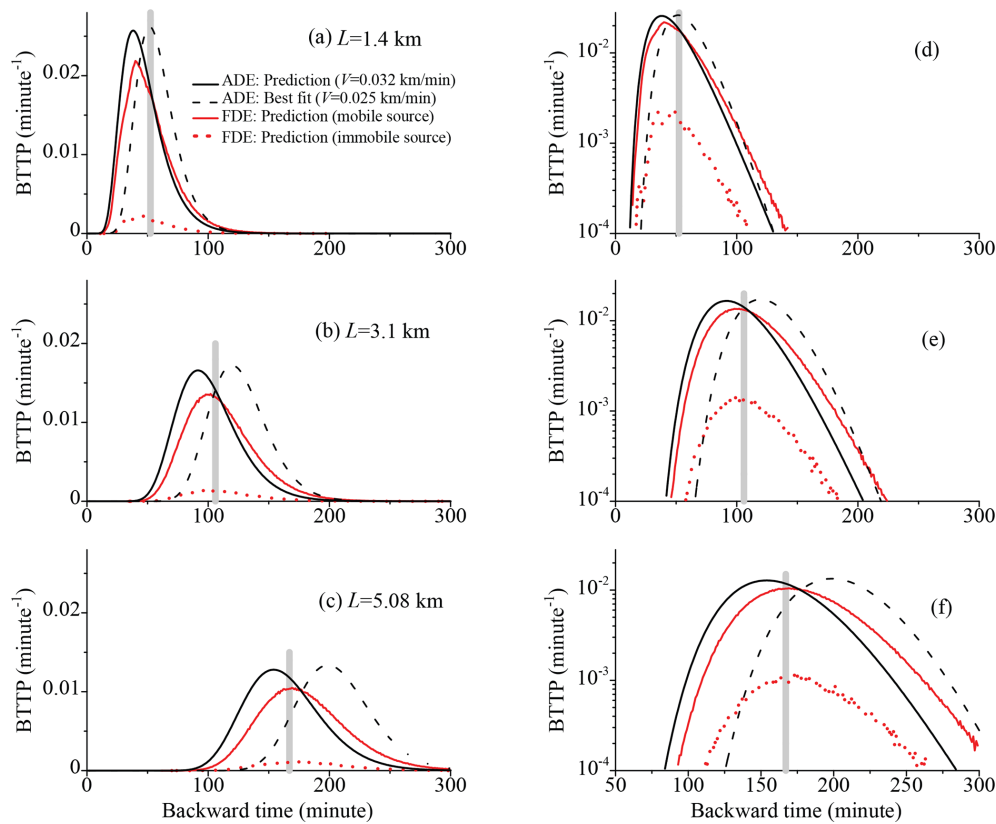 (a) L=1.4 km
ADE: Prediction (V=0.032 km/min)
ADE: Best fit (V=0.025 km/min)
FDE: Prediction (mobile source)
FDE: Prediction (immobile source)
BTTP (minute⁻¹)
0.02
0.01
0
0 100 200 300
(d)
BTTP (minute⁻¹)
10⁻²
10⁻³
10⁻⁴
0 100 200 300
(b) L=3.1 km
BTTP (minute⁻¹)
0.02
0.01
0
0 100 200 300
(e)
BTTP (minute⁻¹)
10⁻²
10⁻³
10⁻⁴
0 100 200 300
(c) L=5.08 km
BTTP (minute⁻¹)
0.02
0.01
0
0 100 200 300
Backward time (minute)
(f)
BTTP (minute⁻¹)
10⁻²
10⁻³
10⁻⁴
50 100 150 200 250 300
Backward time (minute)